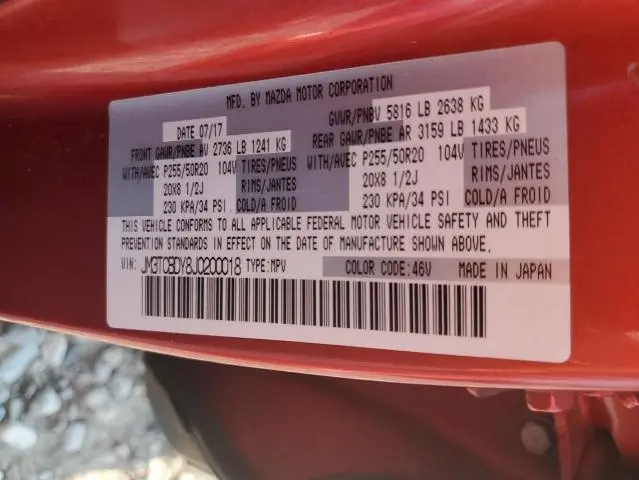 MFD. BY MAZDA MOTOR CORPORATION
DATE 07/17 GVWR/PNBV 5816 LB 2638 KG
FRONT GAWR/PNBE AV 2736 LB 1241 KG REAR GAWR/PNBE AR 3159 LB 1433 KG
WITH/AVEC P255/50R20 104V TIRES/PNEUS WITH/AVEC P255/50R20 104V TIRES/PNEUS
20X8 1/2J RIMS/JANTES 20X8 1/2J RIMS/JANTES
230 KPA/34 PSI COLD/A FROID 230 KPA/34 PSI COLD/A FROID
THIS VEHICLE CONFORMS TO ALL APPLICABLE FEDERAL MOTOR VEHICLE SAFETY AND THEFT
PREVENTION STANDARDS IN EFFECT ON THE DATE OF MANUFACTURE SHOWN ABOVE.
VIN: JM3TCBDY8J0200018 TYPE:MPV COLOR CODE:46V MADE IN JAPAN